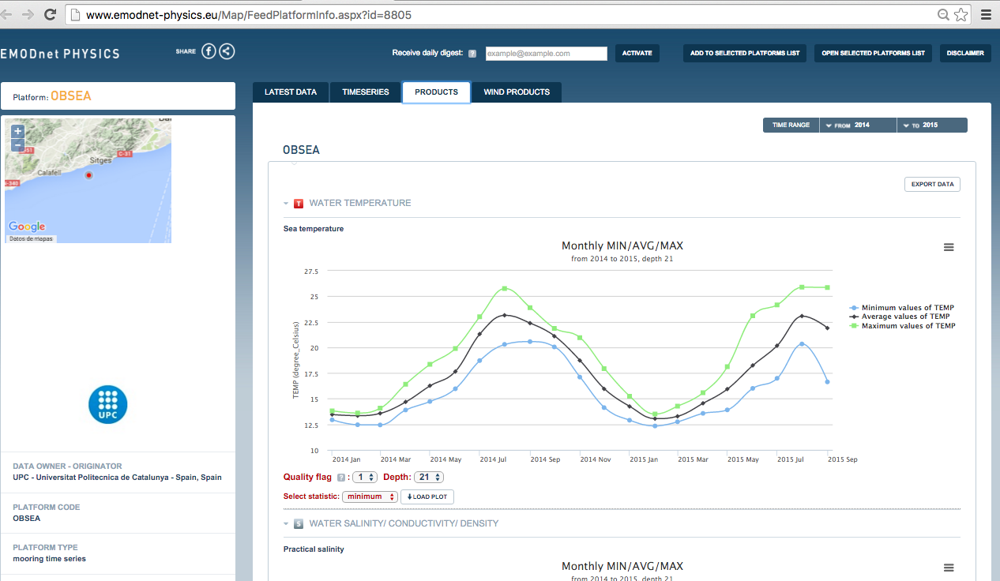 www.emodnet-physics.eu/Map/FeedPlatformInfo.aspx?id=8805
EMODnet PHYSICS
SHARE
Receive daily digest: ? example@example.com ACTIVATE
ADD TO SELECTED PLATFORMS LIST
OPEN SELECTED PLATFORMS LIST
DISCLAIMER
Platform: OBSEA
+
−
C-31
Sitges
Calafell
Google
Datos de mapas
UPC
DATA OWNER - ORIGINATOR
UPC - Universitat Politecnica de Catalunya - Spain, Spain
PLATFORM CODE
OBSEA
PLATFORM TYPE
mooring time series
LATEST DATA TIMESERIES PRODUCTS WIND PRODUCTS
TIME RANGE FROM 2014 TO 2015
OBSEA
EXPORT DATA
T WATER TEMPERATURE
Sea temperature
Monthly MIN/AVG/MAX
from 2014 to 2015, depth 21
TEMP (degree_Celsius)
27.5
25
22.5
20
17.5
15
12.5
10
2014 Jan 2014 Mar 2014 May 2014 Jul 2014 Sep 2014 Nov 2015 Jan 2015 Mar 2015 May 2015 Jul 2015 Sep
Minimum values of TEMP
Average values of TEMP
Maximum values of TEMP
Quality flag ? : 1 Depth: 21
Select statistic: minimum LOAD PLOT
S WATER SALINITY/ CONDUCTIVITY/ DENSITY
Practical salinity
Monthly MIN/AVG/MAX
from 2014 to 2015, depth 21